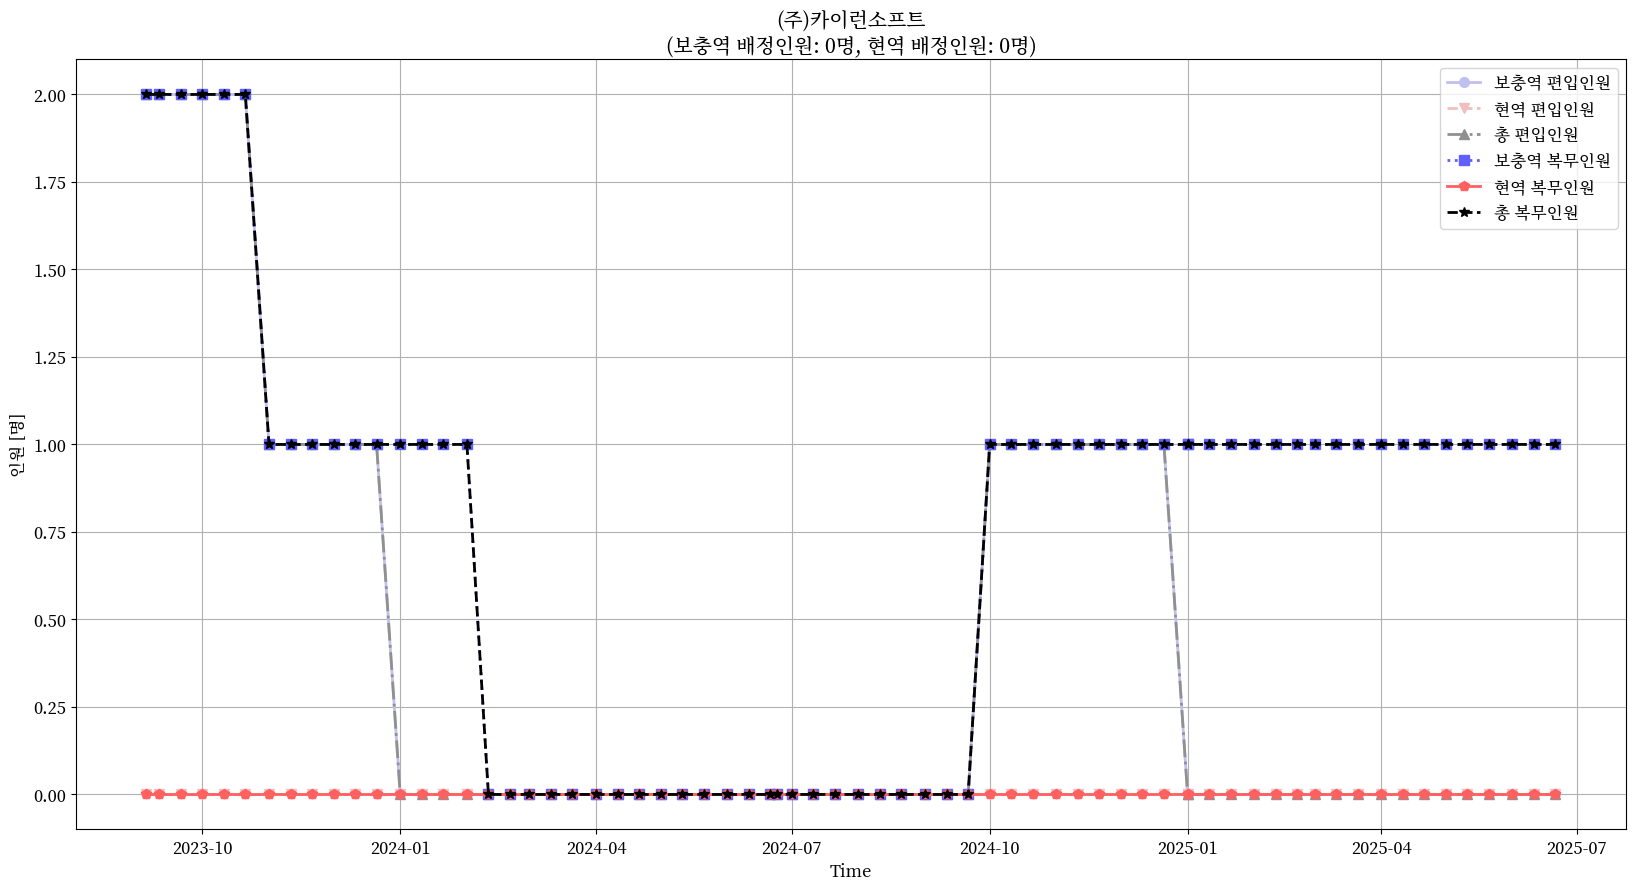 (주)카이런소프트
(보충역 배정인원: 0명, 현역 배정인원: 0명)
보충역 편입인원
현역 편입인원
총 편입인원
보충역 복무인원
현역 복무인원
총 복무인원
인원 [명]
2.00
1.75
1.50
1.25
1.00
0.75
0.50
0.25
0.00
2023-10
2024-01
2024-04
2024-07
2024-10
2025-01
2025-04
2025-07
Time